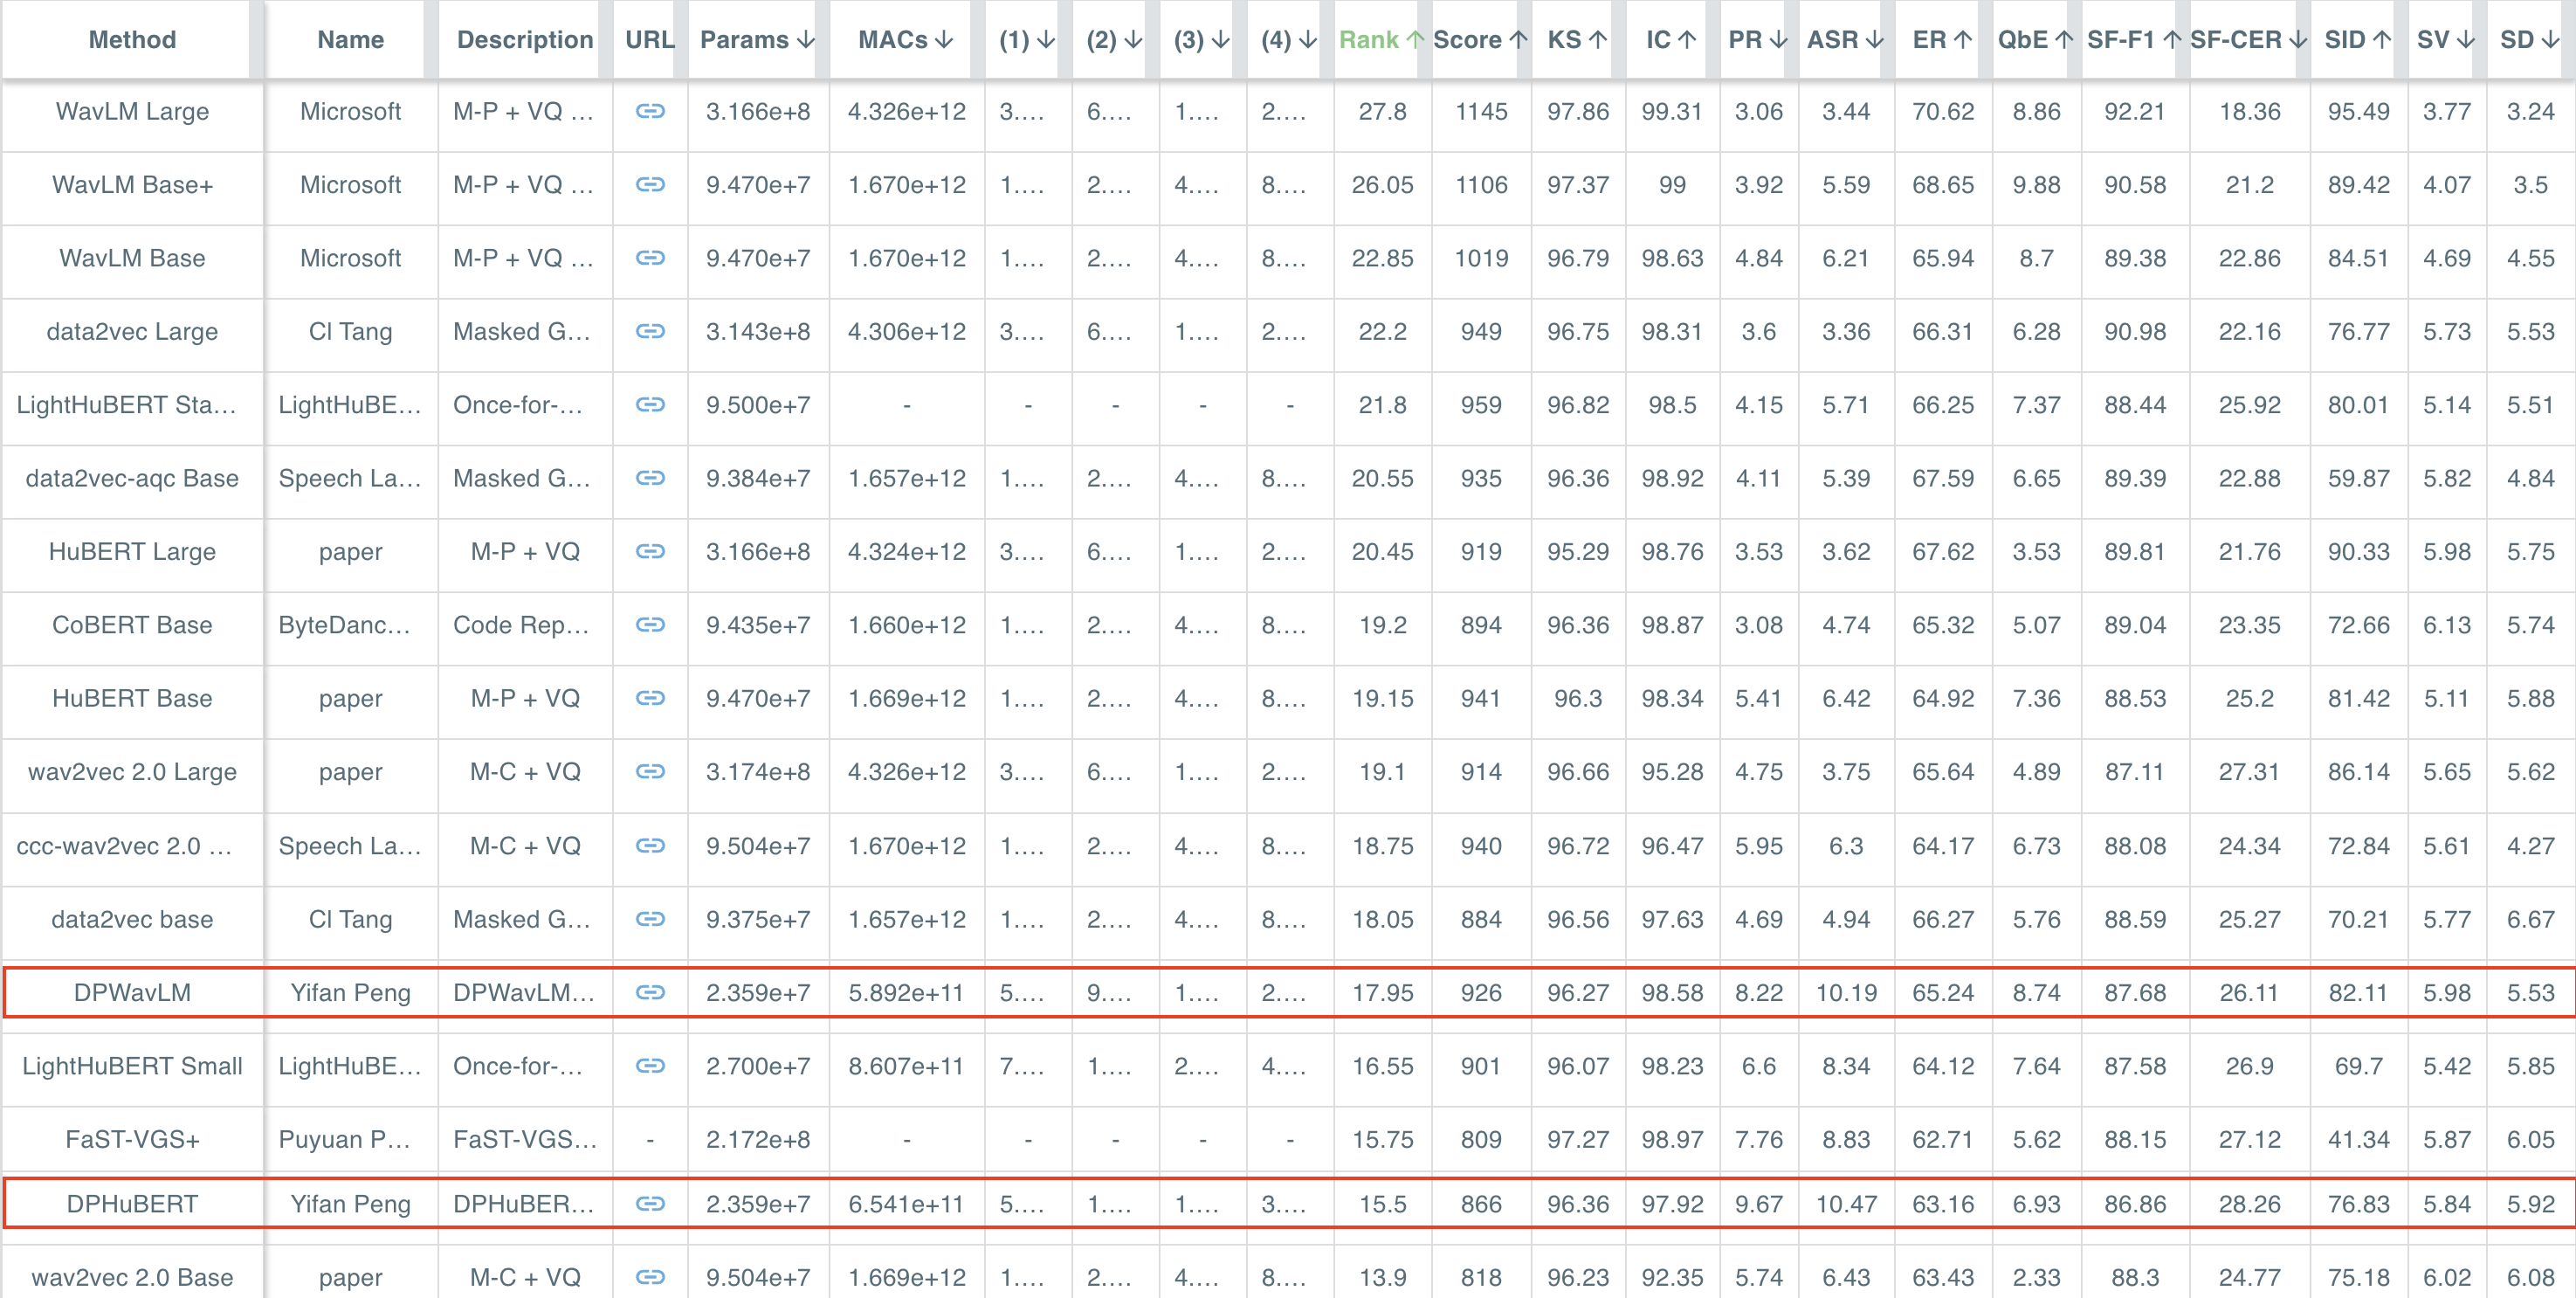 Method Name Description URL Params ↓ MACs ↓ (1) ↓ (2) ↓ (3) ↓ (4) ↓ Rank ↑ Score ↑ KS ↑ IC ↑ PR ↓ ASR ↓ ER ↑ QbE ↑ SF-F1 ↑ SF-CER ↓ SID ↑ SV ↓ SD ↓
WavLM Large Microsoft M-P + VQ ... 3.166e+8 4.326e+12 3.... 6.... 1.... 2.... 27.8 1145 97.86 99.31 3.06 3.44 70.62 8.86 92.21 18.36 95.49 3.77 3.24
WavLM Base+ Microsoft M-P + VQ ... 9.470e+7 1.670e+12 1.... 2.... 4.... 8.... 26.05 1106 97.37 99 3.92 5.59 68.65 9.88 90.58 21.2 89.42 4.07 3.5
WavLM Base Microsoft M-P + VQ ... 9.470e+7 1.670e+12 1.... 2.... 4.... 8.... 22.85 1019 96.79 98.63 4.84 6.21 65.94 8.7 89.38 22.86 84.51 4.69 4.55
data2vec Large CI Tang Masked G... 3.143e+8 4.306e+12 3.... 6.... 1.... 2.... 22.2 949 96.75 98.31 3.6 3.36 66.31 6.28 90.98 22.16 76.77 5.73 5.53
LightHuBERT Sta... LightHuBE... Once-for-... 9.500e+7 - - - - - 21.8 959 96.82 98.5 4.15 5.71 66.25 7.37 88.44 25.92 80.01 5.14 5.51
data2vec-aqc Base Speech La... Masked G... 9.384e+7 1.657e+12 1.... 2.... 4.... 8.... 20.55 935 96.36 98.92 4.11 5.39 67.59 6.65 89.39 22.88 59.87 5.82 4.84
HuBERT Large paper M-P + VQ 3.166e+8 4.324e+12 3.... 6.... 1.... 2.... 20.45 919 95.29 98.76 3.53 3.62 67.62 3.53 89.81 21.76 90.33 5.98 5.75
CoBERT Base ByteDanc... Code Rep... 9.435e+7 1.660e+12 1.... 2.... 4.... 8.... 19.2 894 96.36 98.87 3.08 4.74 65.32 5.07 89.04 23.35 72.66 6.13 5.74
HuBERT Base paper M-P + VQ 9.470e+7 1.669e+12 1.... 2.... 4.... 8.... 19.15 941 96.3 98.34 5.41 6.42 64.92 7.36 88.53 25.2 81.42 5.11 5.88
wav2vec 2.0 Large paper M-C + VQ 3.174e+8 4.326e+12 3.... 6.... 1.... 2.... 19.1 914 96.66 95.28 4.75 3.75 65.64 4.89 87.11 27.31 86.14 5.65 5.62
ccc-wav2vec 2.0 ... Speech La... M-C + VQ 9.504e+7 1.670e+12 1.... 2.... 4.... 8.... 18.75 940 96.72 96.47 5.95 6.3 64.17 6.73 88.08 24.34 72.84 5.61 4.27
data2vec base CI Tang Masked G... 9.375e+7 1.657e+12 1.... 2.... 4.... 8.... 18.05 884 96.56 97.63 4.69 4.94 66.27 5.76 88.59 25.27 70.21 5.77 6.67
DPWavLM Yifan Peng DPWavLM... 2.359e+7 5.892e+11 5.... 9.... 1.... 2.... 17.95 926 96.27 98.58 8.22 10.19 65.24 8.74 87.68 26.11 82.11 5.98 5.53
LightHuBERT Small LightHuBE... Once-for-... 2.700e+7 8.607e+11 7.... 1.... 2.... 4.... 16.55 901 96.07 98.23 6.6 8.34 64.12 7.64 87.58 26.9 69.7 5.42 5.85
FaST-VGS+ Puyuan P... FaST-VGS... - 2.172e+8 - - - - - 15.75 809 97.27 98.97 7.76 8.83 62.71 5.62 88.15 27.12 41.34 5.87 6.05
DPHuBERT Yifan Peng DPHuBER... 2.359e+7 6.541e+11 5.... 1.... 1.... 3.... 15.5 866 96.36 97.92 9.67 10.47 63.16 6.93 86.86 28.26 76.83 5.84 5.92
wav2vec 2.0 Base paper M-C + VQ 9.504e+7 1.669e+12 1.... 2.... 4.... 8.... 13.9 818 96.23 92.35 5.74 6.43 63.43 2.33 88.3 24.77 75.18 6.02 6.08